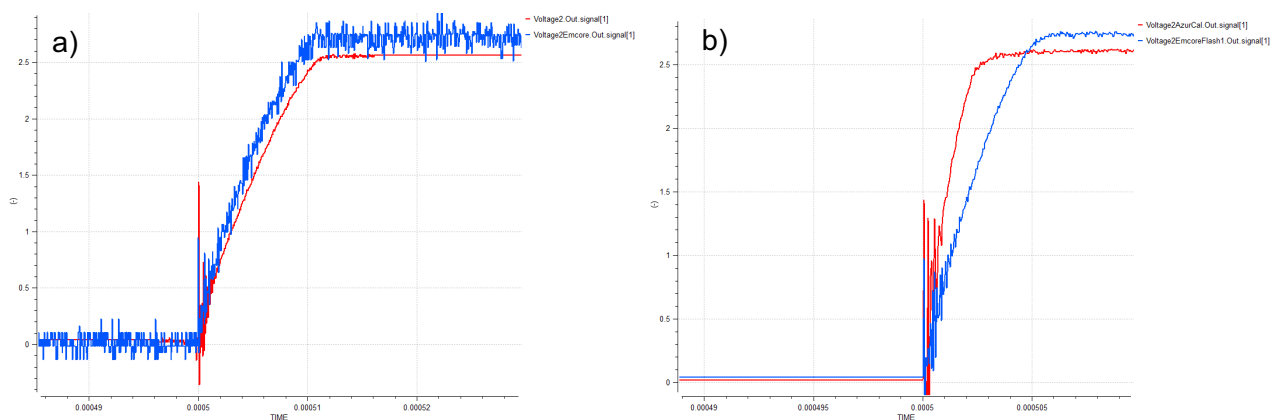 a)
Voltage2.Out.signal[1]
Voltage2Emcore.Out.signal[1]
2.5
2
1.5
1
0.5
0
(-)
0.00049
0.0005
0.00051
0.00052
TIME
b)
Voltage2AzurCal.Out.signal[1]
Voltage2EmcoreFlash1.Out.signal[1]
2.5
2
1.5
1
0.5
0
(-)
0.00049
0.000495
0.0005
0.000505
TIME